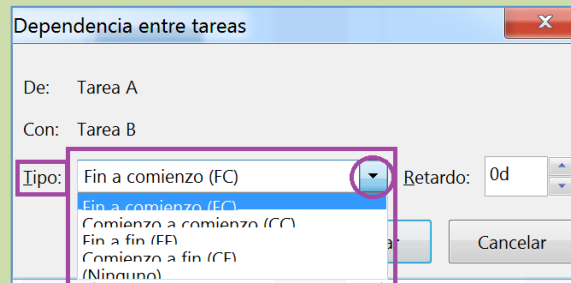 Dependencia entre tareas
De: Tarea A
Con: Tarea B
Tipo: Fin a comienzo (FC) Retardo: 0d
Fin a comienzo (FC)
Comienzo a comienzo (CC)
Fin a fin (FF)
Comienzo a fin (CF)
(Ninguno)
Cancelar